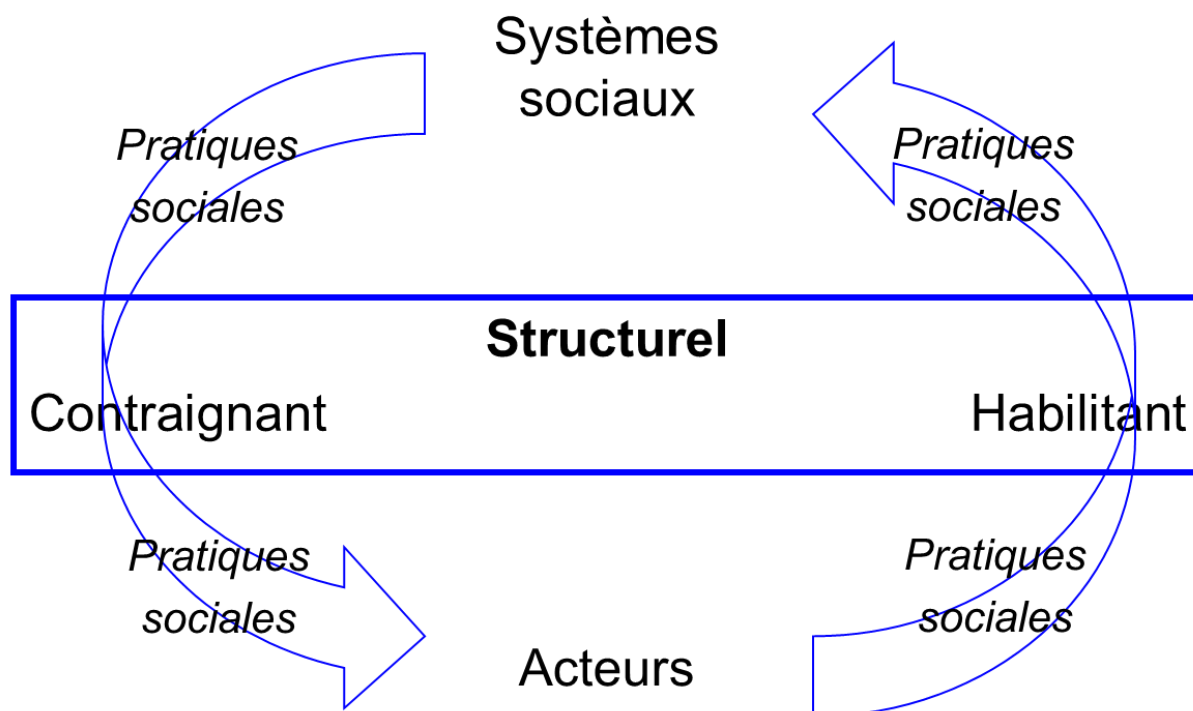 Systèmes
sociaux
Pratiques
sociales
Pratiques
sociales
Structurel
Contraignant
Habilitant
Pratiques
sociales
Pratiques
sociales
Acteurs